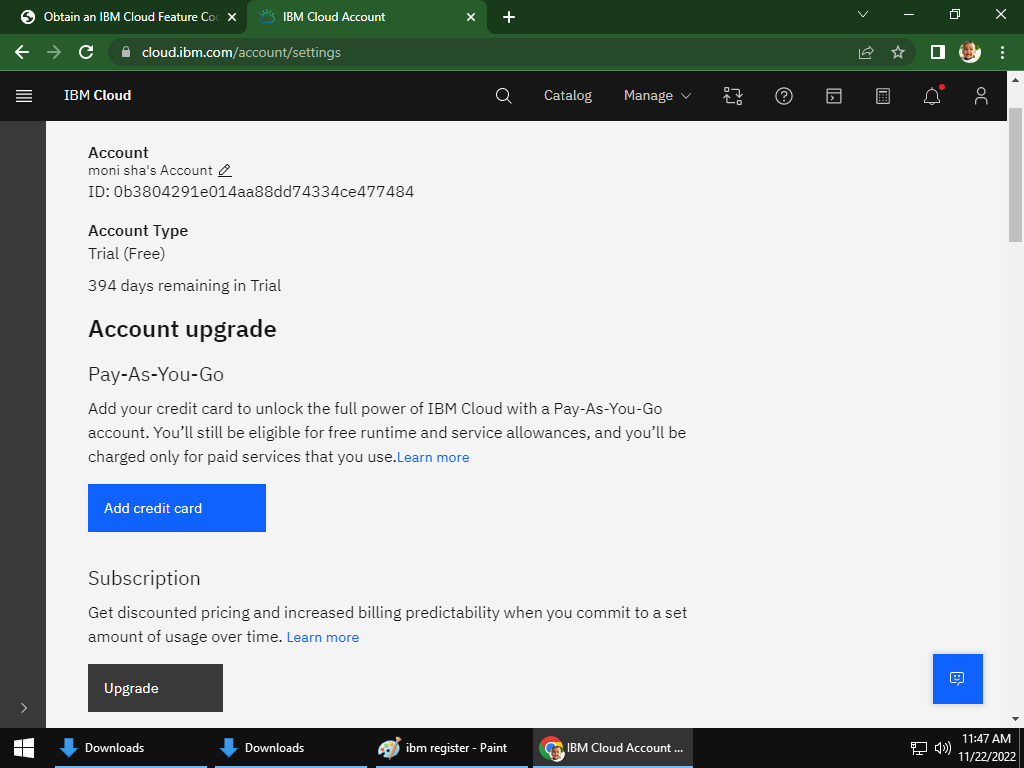 Obtain an IBM Cloud Feature Co
IBM Cloud Account
cloud.ibm.com/account/settings
IBM Cloud
Catalog
Manage
Account
moni sha's Account
ID: 0b3804291e014aa88dd74334ce477484
Account Type
Trial (Free)
394 days remaining in Trial
Account upgrade
Pay-As-You-Go
Add your credit card to unlock the full power of IBM Cloud with a Pay-As-You-Go
account. You’ll still be eligible for free runtime and service allowances, and you’ll be
charged only for paid services that you use.Learn more
Add credit card
Subscription
Get discounted pricing and increased billing predictability when you commit to a set
amount of usage over time. Learn more
Upgrade
Downloads
Downloads
ibm register - Paint
IBM Cloud Account ...
11:47 AM
11/22/2022